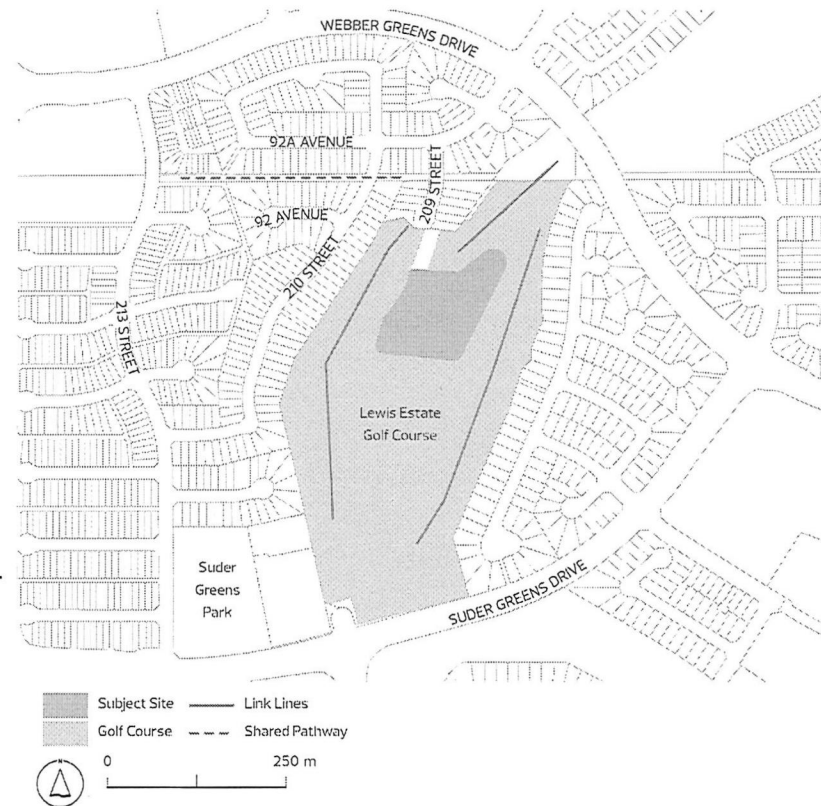 WEBBER GREENS DRIVE
92A AVENUE
209 STREET
92 AVENUE
210 STREET
213 STREET
Lewis Estate
Golf Course
Suder
Greens
Park
SUDER GREENS DRIVE
Subject Site
Link Lines
Golf Course
Shared Pathway
N
0
250 m